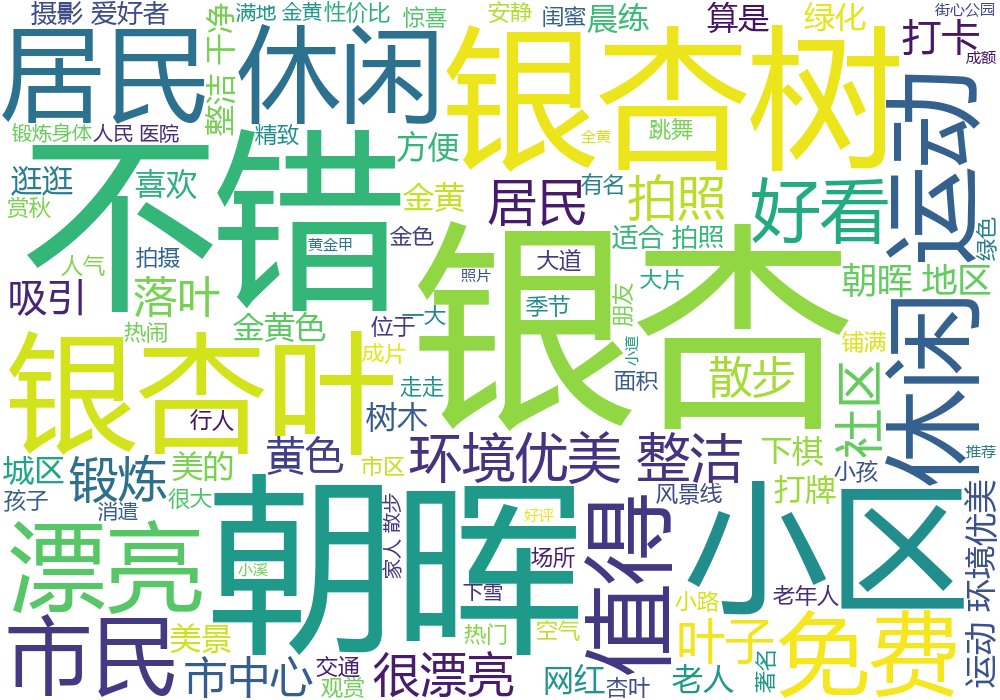 摄影 爱好者
满地 金黄
性价比
惊喜
安静
闺蜜
晨练
算是
绿化
打卡
街心公园
成额
居民 休闲
整洁 干净
银杏树
锻炼身体
人民 医院
精致
方便
全黄
跳舞
运动 休闲
不错
逛逛
喜欢
赏秋
金黄
居民
有名
拍照
好看
绿色
人气
拍摄
黄金甲
金色
银杏
适合 拍照
大道
照片
大片
朝晖 地区
吸引
落叶
热闹
金黄色
位于
一大
季节
朋友
小道
铺满
银杏叶
成片
走走
面积
散步
社区
行人
树木
城区
锻炼
美的
黄色
市区
环境优美 整洁
下棋
小孩
推荐
孩子
消遣
很大
朝晖
家人 散步
好评
风景线
打牌
小区
漂亮
小溪
场所
值得
运动 环境优美
下雪
小路
老年人
市民
美景
热门
空气
叶子
免费
市中心
交通
观赏
很漂亮
网红
杏叶
老人
著名